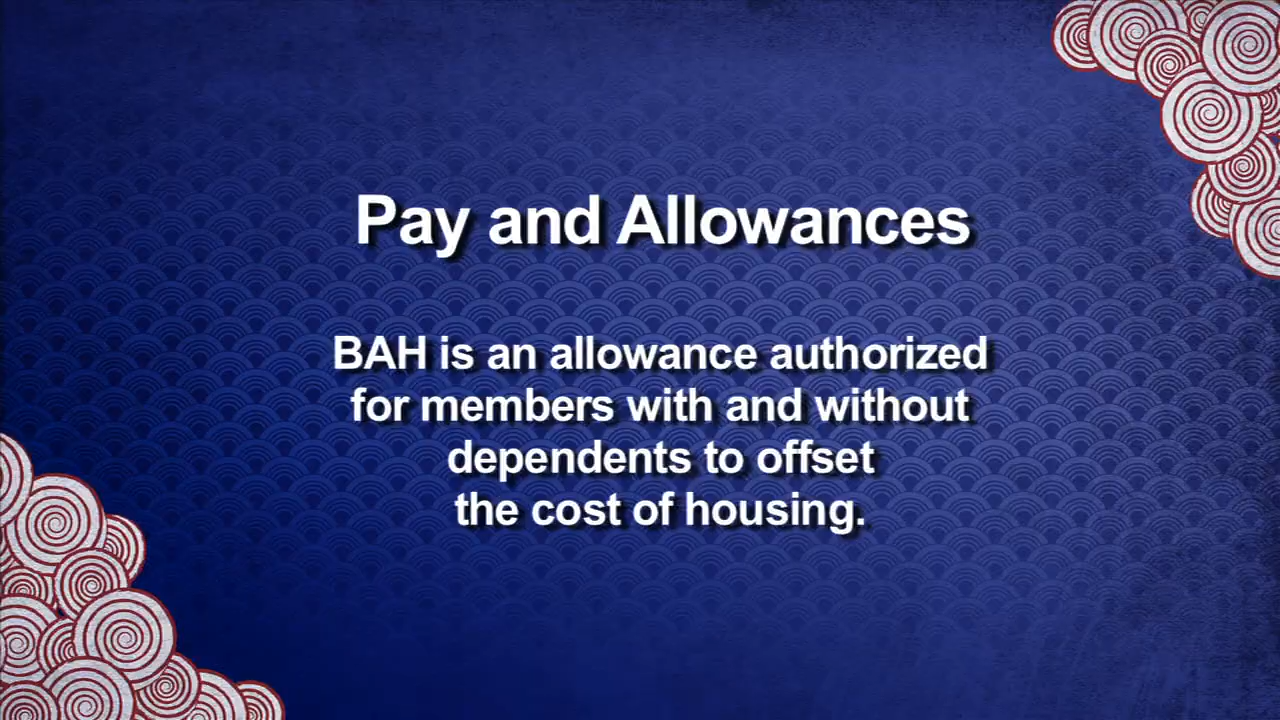 Pay and Allowances
BAH is an allowance authorized
for members with and without
dependents to offset
the cost of housing.